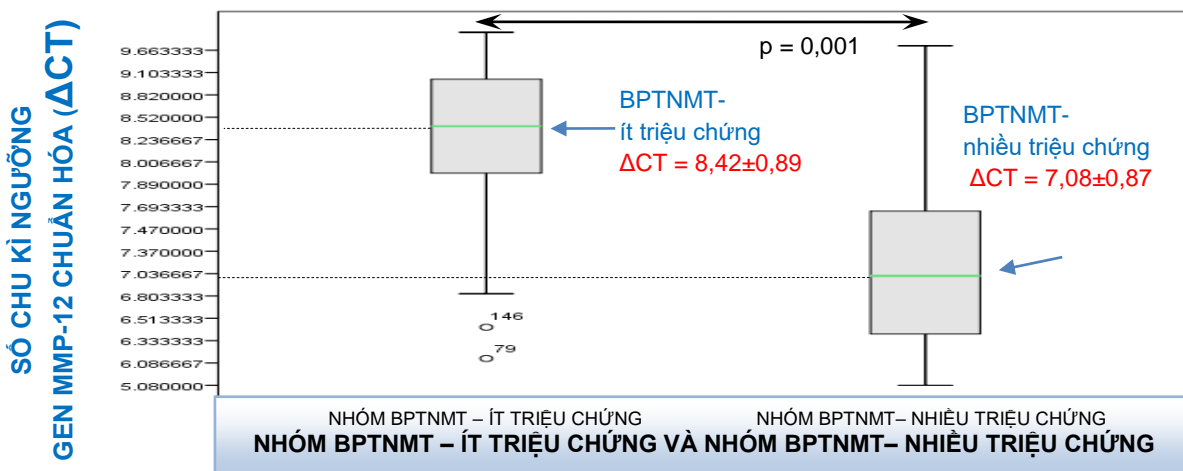 SỐ CHU KÌ NGƯỠNG
GEN MMP-12 CHUẨN HÓA (ΔCT)
9.663333
9.103333
8.820000
8.520000
8.236667
8.006667
7.890000
7.693333
7.470000
7.370000
7.036667
6.803333
6.513333
6.333333
6.086667
5.080000
p = 0,001
BPTNMT-
ít triệu chứng
ΔCT = 8,42±0,89
BPTNMT-
nhiều triệu chứng
ΔCT = 7,08±0,87
146
79
NHÓM BPTNMT – ÍT TRIỆU CHỨNG
NHÓM BPTNMT– NHIỀU TRIỆU CHỨNG
NHÓM BPTNMT – ÍT TRIỆU CHỨNG VÀ NHÓM BPTNMT– NHIỀU TRIỆU CHỨNG